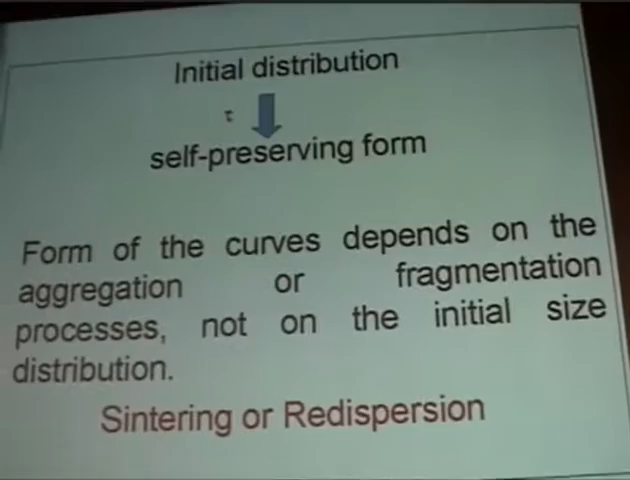 Initial distribution
τ
self-preserving form
Form of the curves depends on the
aggregation or fragmentation
processes, not on the initial size
distribution.
Sintering or Redispersion